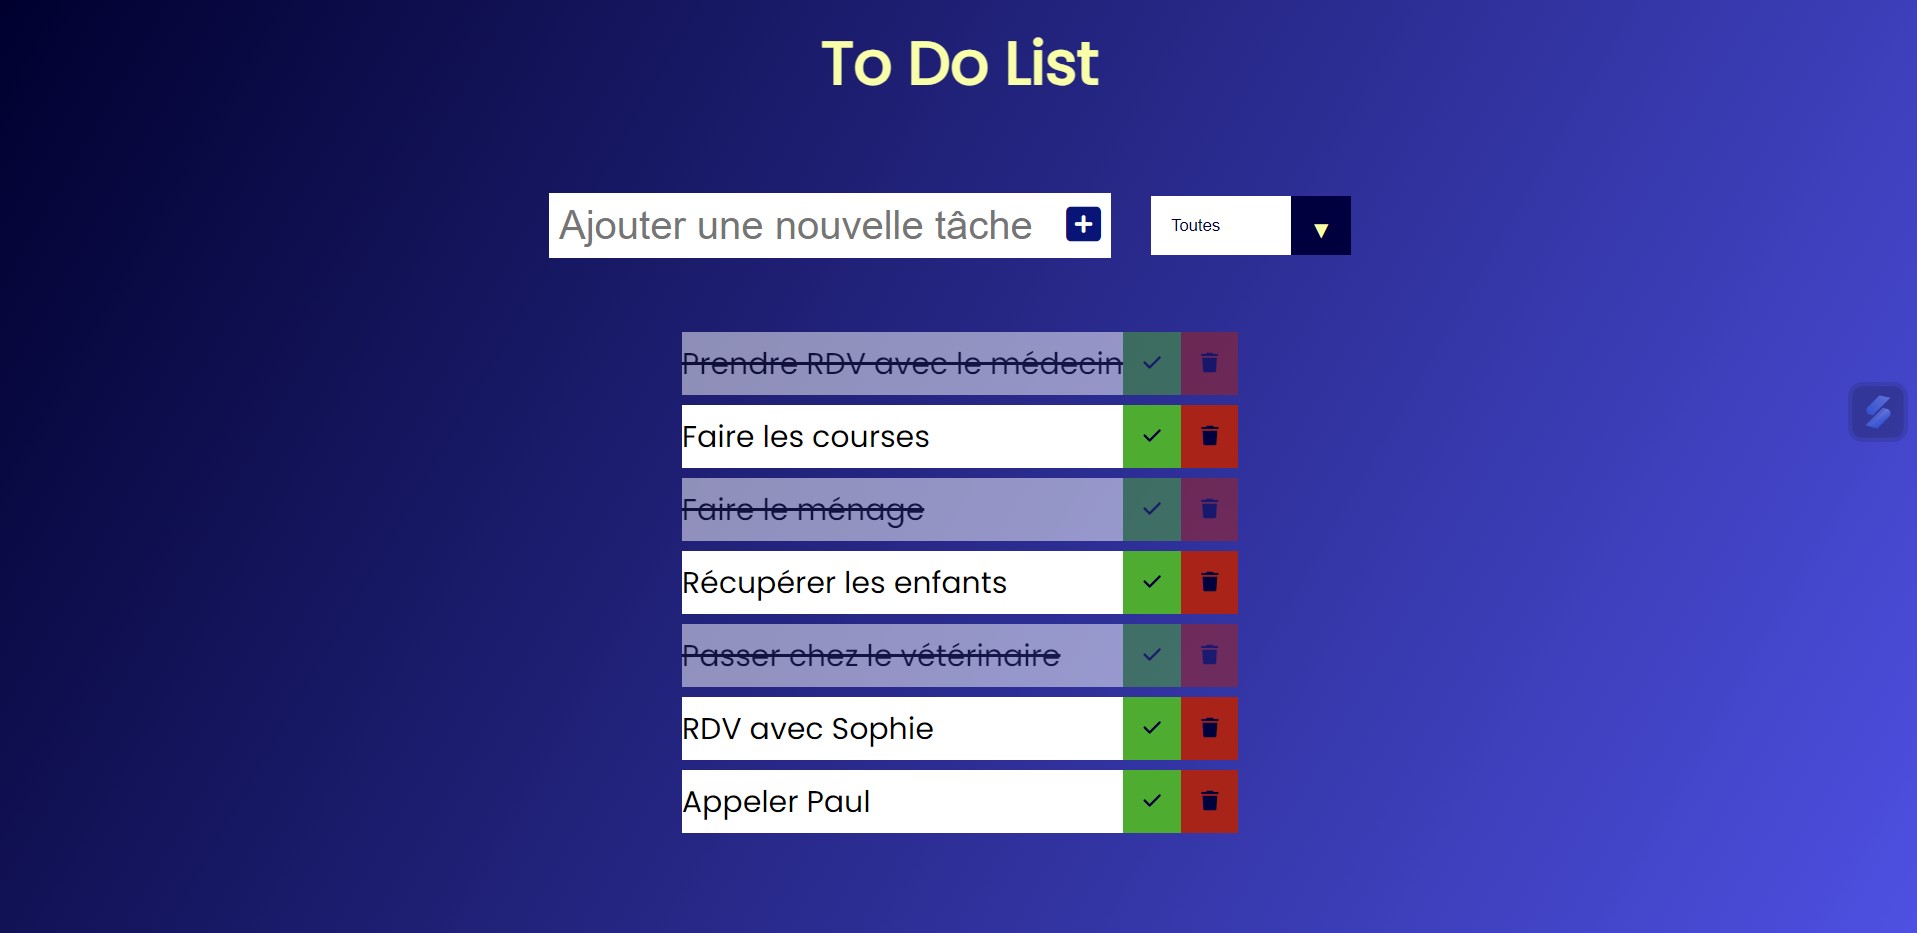 To Do List
Ajouter une nouvelle tâche
Toutes
Prendre RDV avec le médecin
Faire les courses
Faire le ménage
Récupérer les enfants
Passer chez le vétérinaire
RDV avec Sophie
Appeler Paul